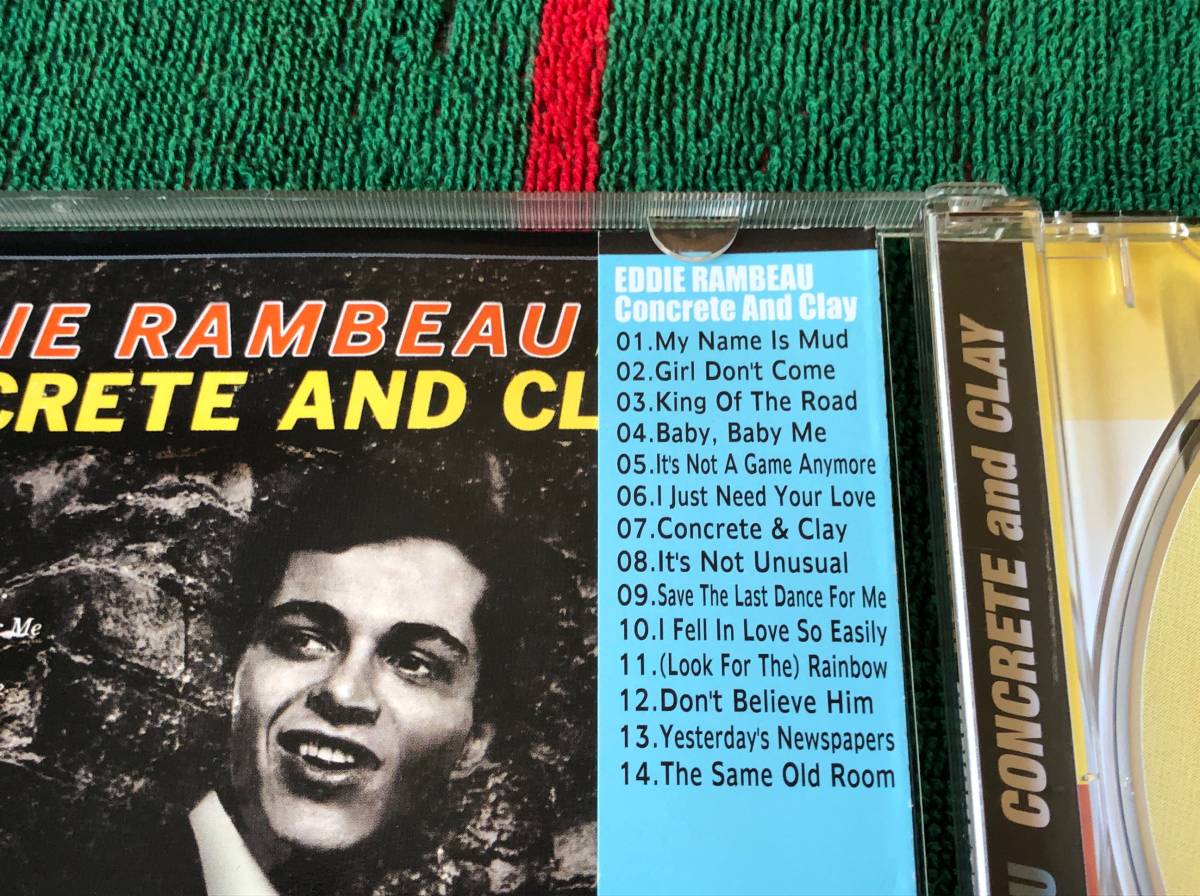 IE RAMBEAU
CRETE AND CL
Me
EDDIE RAMBEAU
Concrete And Clay
01.My Name Is Mud
02.Girl Don't Come
03.King Of The Road
04.Baby, Baby Me
05.It's Not A Game Anymore
06.I Just Need Your Love
07.Concrete & Clay
08.It's Not Unusual
09.Save The Last Dance For Me
10.I Fell In Love So Easily
11.(Look For The) Rainbow
12.Don't Believe Him
13.Yesterday's Newspapers
14.The Same Old Room
U CONCRETE and CLAY